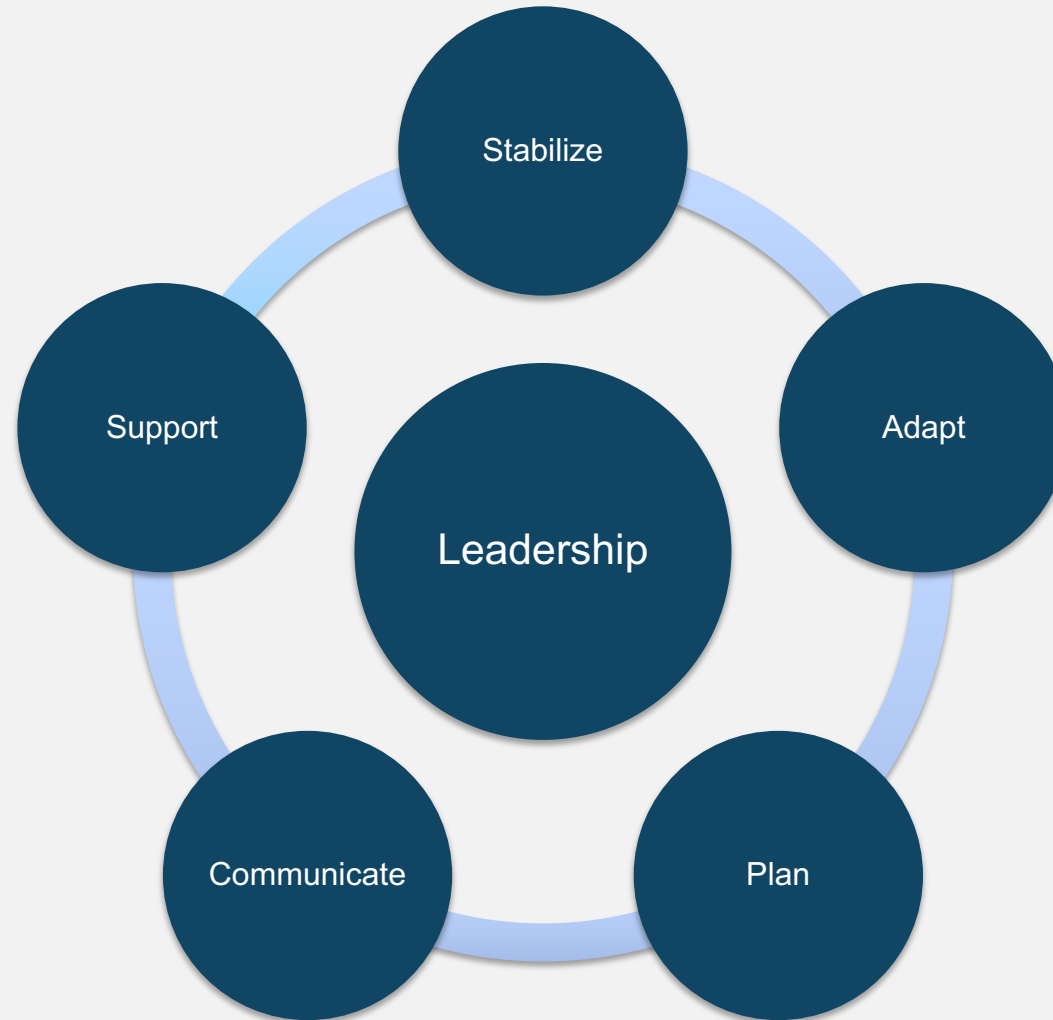 Stabilize
Support
Adapt
Leadership
Communicate
Plan